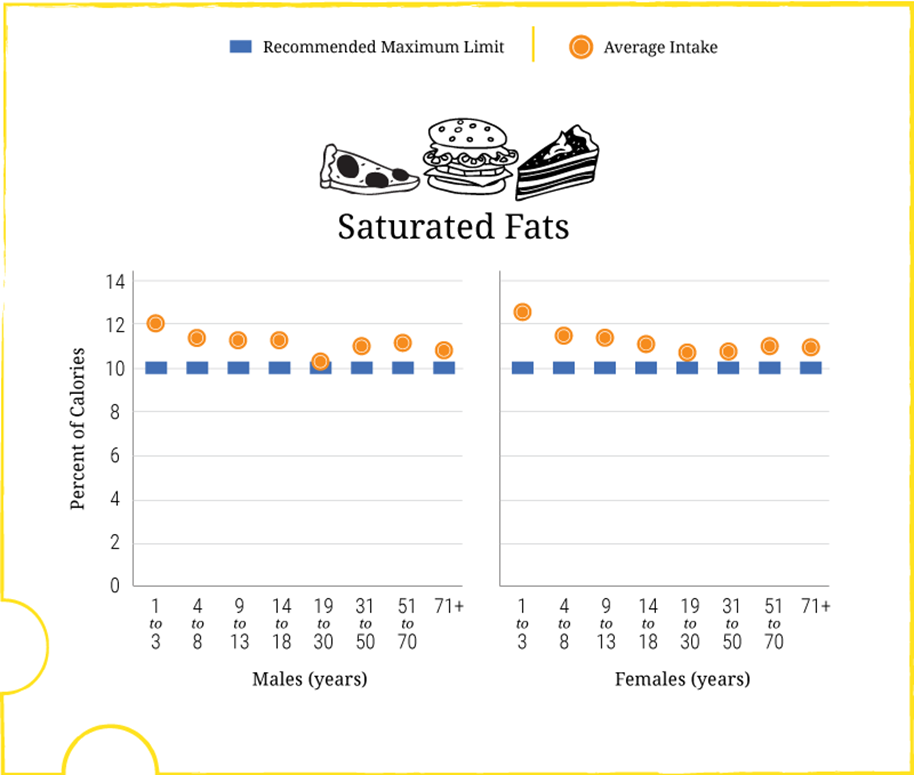 Recommended Maximum Limit
Average Intake
Saturated Fats
Percent of Calories
14
12
10
8
6
4
2
0
1 to 3
4 to 8
9 to 13
14 to 18
19 to 30
31 to 50
51 to 70
71+
Males (years)
1 to 3
4 to 8
9 to 13
14 to 18
19 to 30
31 to 50
51 to 70
71+
Females (years)